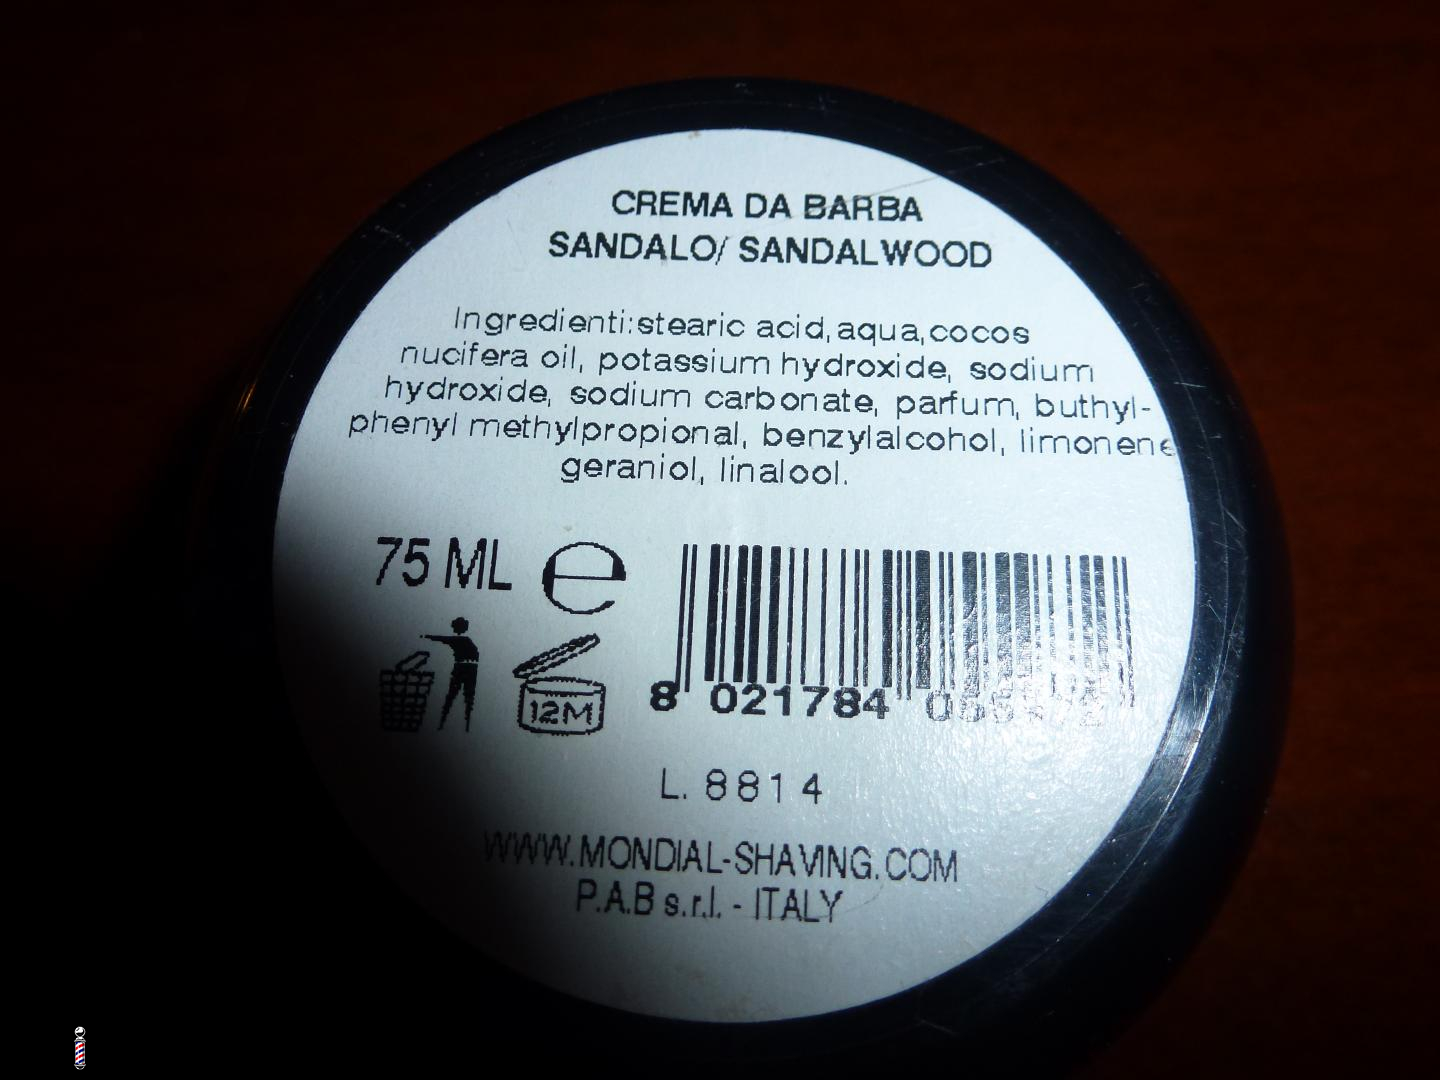 CREMA DA BARBA
SANDALO/ SANDALWOOD
Ingredienti:stearic acid,aqua,cocos
nucifera oil, potassium hydroxide, sodium
hydroxide, sodium carbonate, parfum, buthyl-
phenyl methylpropional, benzylalcohol, limonene
geraniol, linalool.
75 ML e
12M
8 021784
L. 8814
WWW.MONDIAL-SHAVING.COM
P.A.B s.r.l. - ITALY